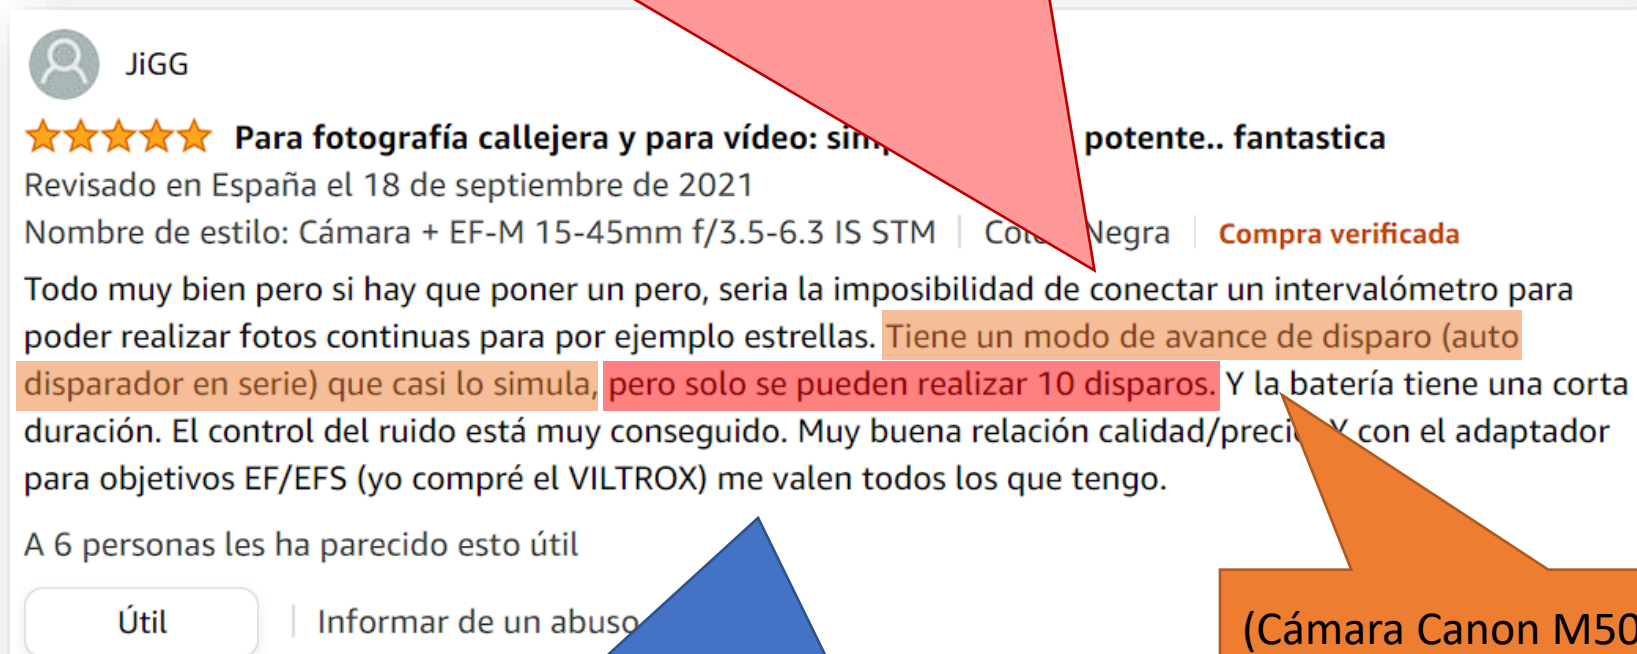 JiGG
Para fotografía callejera y para vídeo: potente.. fantastica
Revisado en España el 18 de septiembre de 2021
Nombre de estilo: Cámara + EF-M 15-45mm f/3.5-6.3 IS STM | Negra | Compra verificada
Todo muy bien pero si hay que poner un pero, seria la imposibilidad de conectar un intervalómetro para
poder realizar fotos continuas para por ejemplo estrellas. Tiene un modo de avance de disparo (auto
disparador en serie) que casi lo simula, pero solo se pueden realizar 10 disparos. Y la batería tiene una corta
duración. El control del ruido está muy conseguido. Muy buena relación calidad/precio Y con el adaptador
para objetivos EF/EFS (yo compré el VILTROX) me valen todos los que tengo.
A 6 personas les ha parecido esto útil
Útil | Informar de un abuso
(Cámara Canon M50